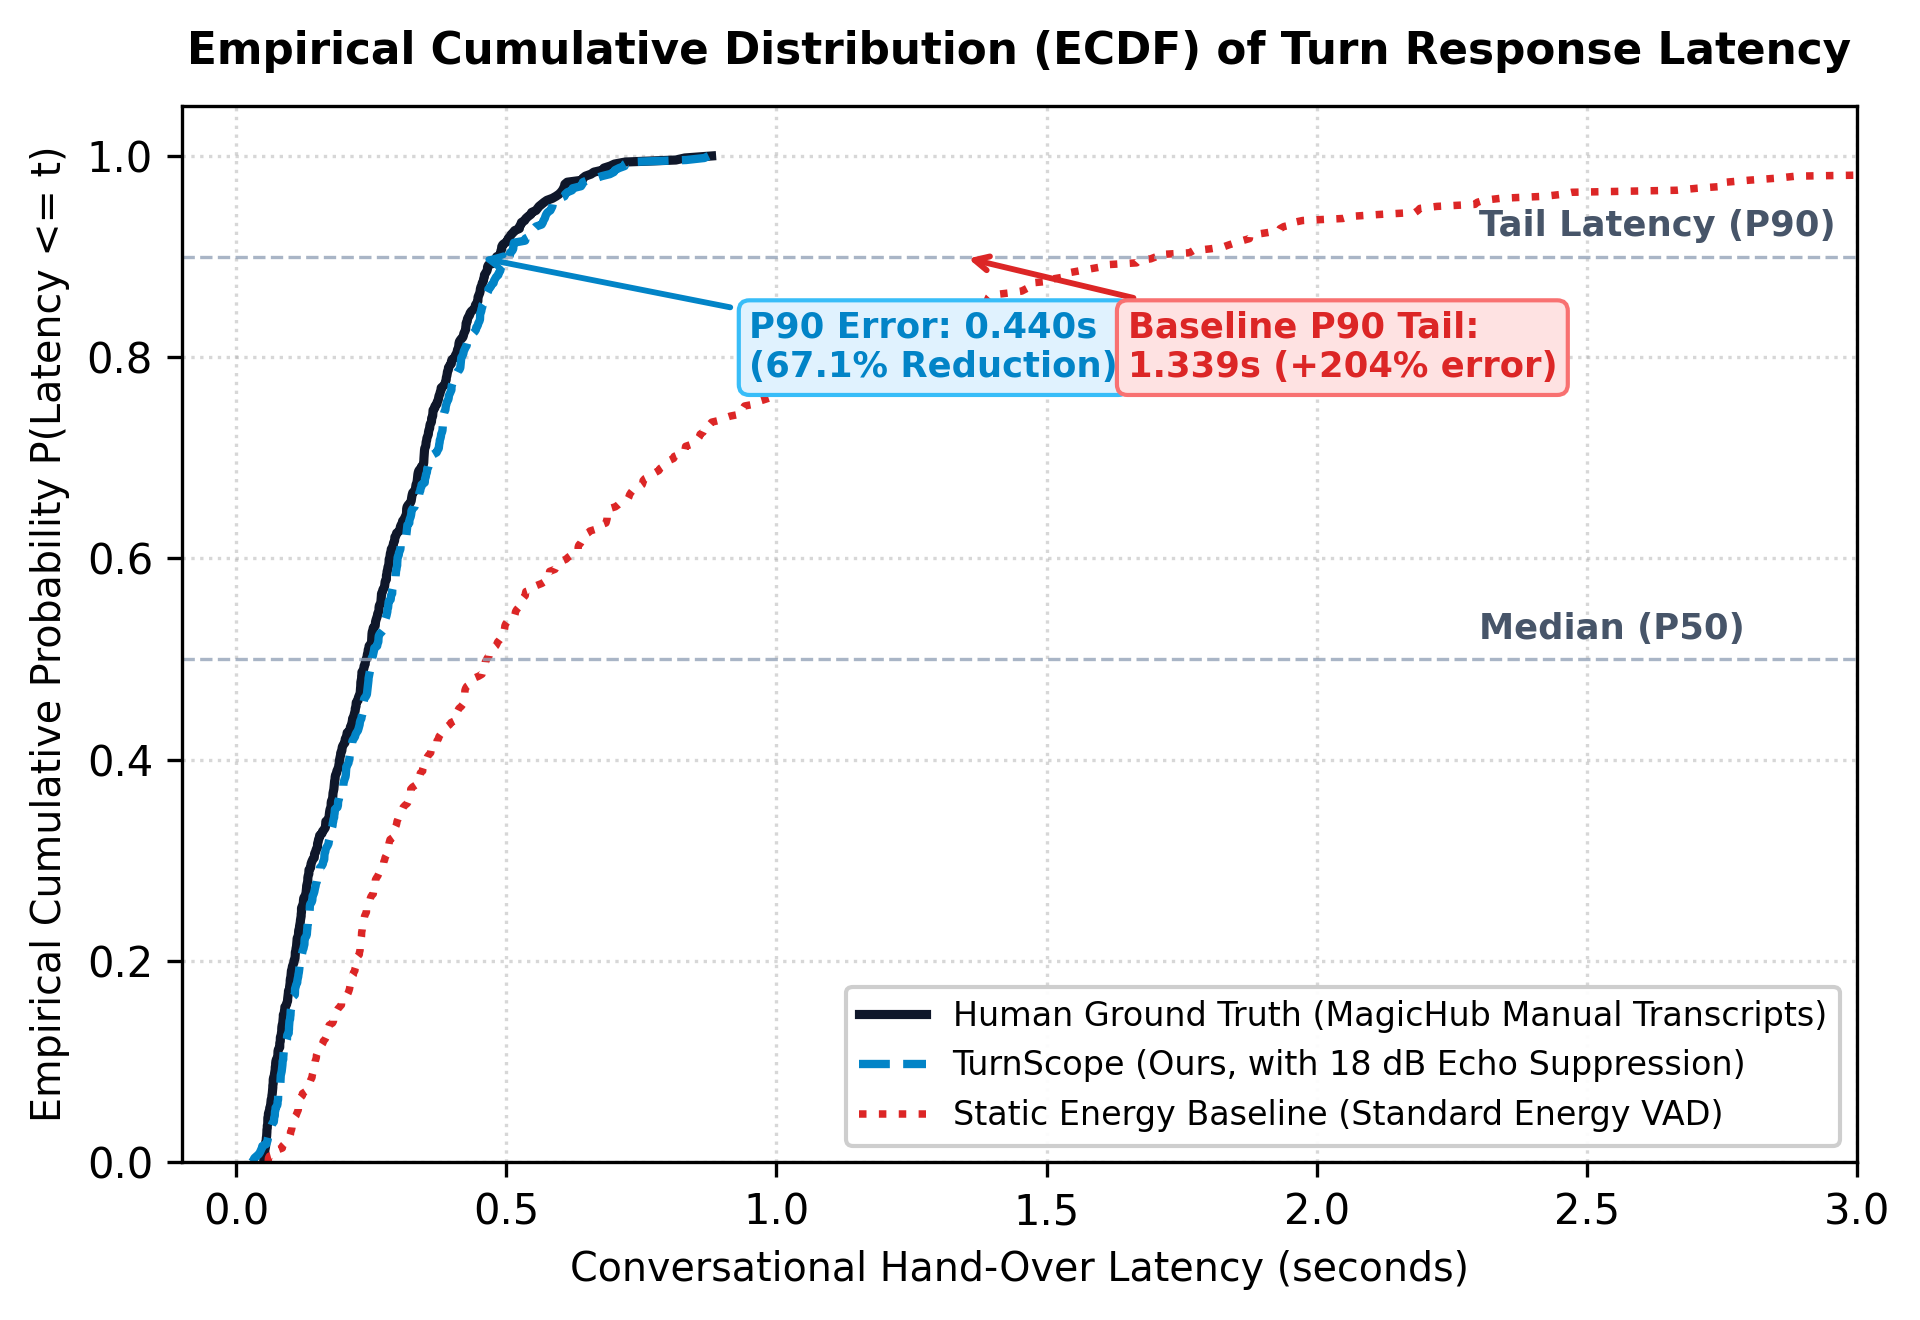 Empirical Cumulative Distribution (ECDF) of Turn Response Latency
Empirical Cumulative Probability P(Latency <= t)
1.0
0.8
0.6
0.4
0.2
0.0
Tail Latency (P90)
P90 Error: 0.440s
(67.1% Reduction)
Baseline P90 Tail:
1.339s (+204% error)
Median (P50)
Human Ground Truth (MagicHub Manual Transcripts)
TurnScope (Ours, with 18 dB Echo Suppression)
Static Energy Baseline (Standard Energy VAD)
0.0 0.5 1.0 1.5 2.0 2.5 3.0
Conversational Hand-Over Latency (seconds)